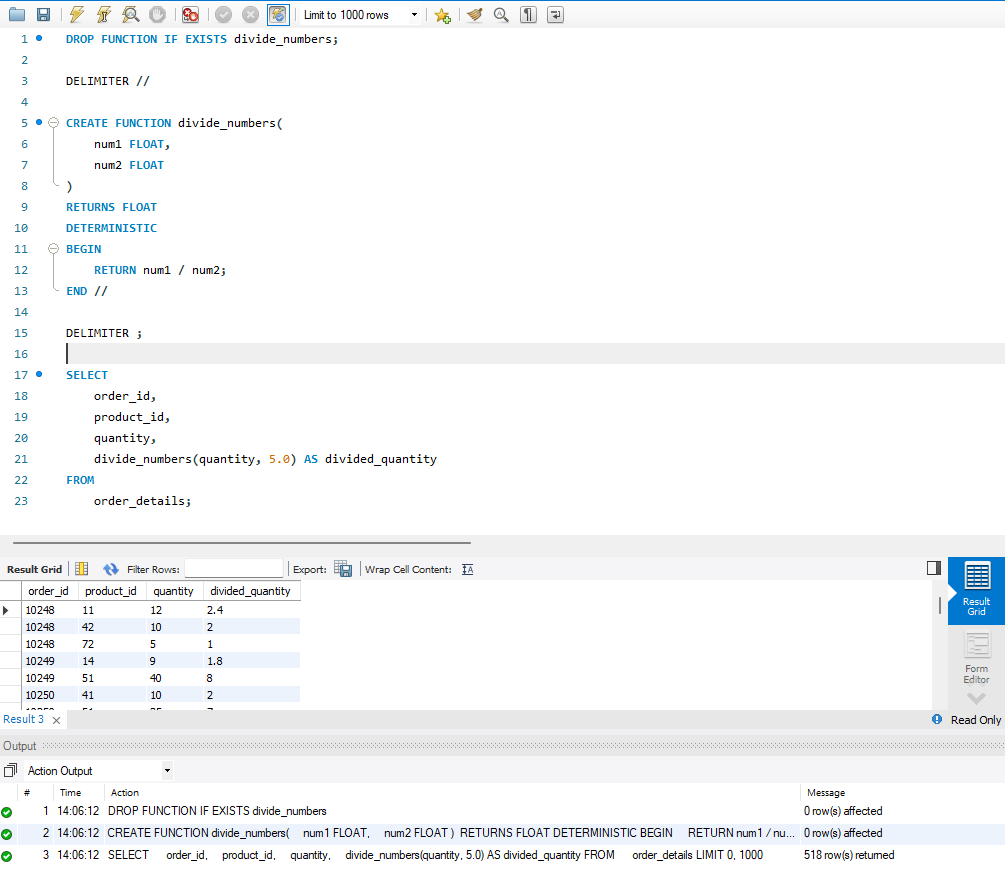 Limit to 1000 rows
1 DROP FUNCTION IF EXISTS divide_numbers;
2
3 DELIMITER //
4
5 CREATE FUNCTION divide_numbers(
6 num1 FLOAT,
7 num2 FLOAT
8 )
9 RETURNS FLOAT
10 DETERMINISTIC
11 BEGIN
12 RETURN num1 / num2;
13 END //
14
15 DELIMITER ;
16
17 SELECT
18 order_id,
19 product_id,
20 quantity,
21 divide_numbers(quantity, 5.0) AS divided_quantity
22 FROM
23 order_details;
Result Grid Filter Rows: Export: Wrap Cell Content: IA
order_id product_id quantity divided_quantity
10248 11 12 2.4
10248 42 10 2
10248 72 5 1
10249 14 9 1.8
10249 51 40 8
10250 41 10 2
Result
Grid
Form
Editor
Result 3 Read Only
Output
Action Output
# Time Action Message
1 14:06:12 DROP FUNCTION IF EXISTS divide_numbers 0 row(s) affected
2 14:06:12 CREATE FUNCTION divide_numbers( num1 FLOAT, num2 FLOAT ) RETURNS FLOAT DETERMINISTIC BEGIN RETURN num1 / nu... 0 row(s) affected
3 14:06:12 SELECT order_id, product_id, quantity, divide_numbers(quantity, 5.0) AS divided_quantity FROM order_details LIMIT 0, 1000 518 row(s) returned